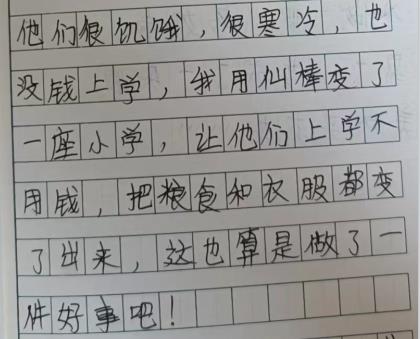 他们很饥饿，很寒冷，也
没钱上学，我用仙棒变了
一座小学，让他们上学不
用钱，把粮食和衣服都变
了出来，这也算是做了一
件好事吧！